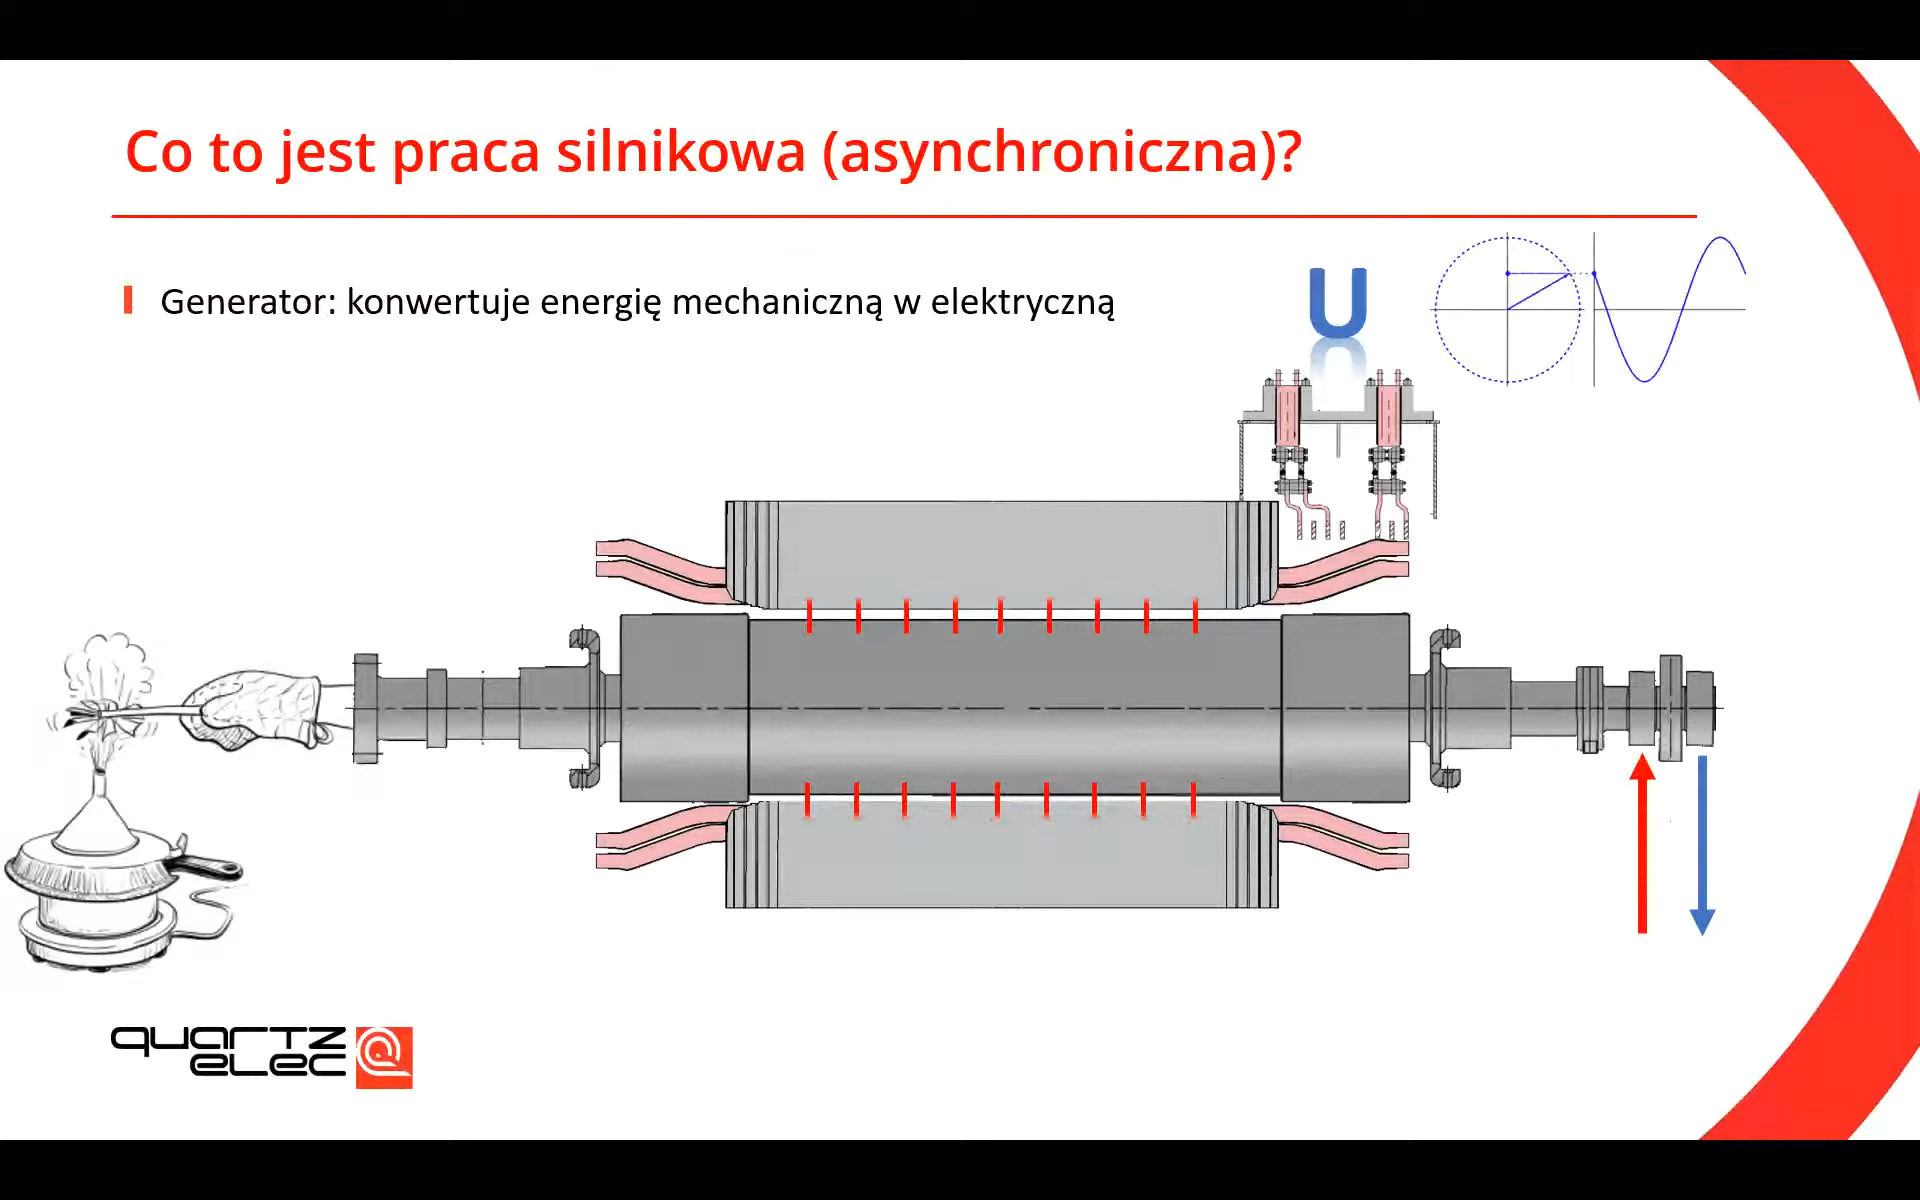 Co to jest praca silnikowa (asynchroniczna)?
Generator: konwertuje energię mechaniczną w elektryczną
U
quartz
elec